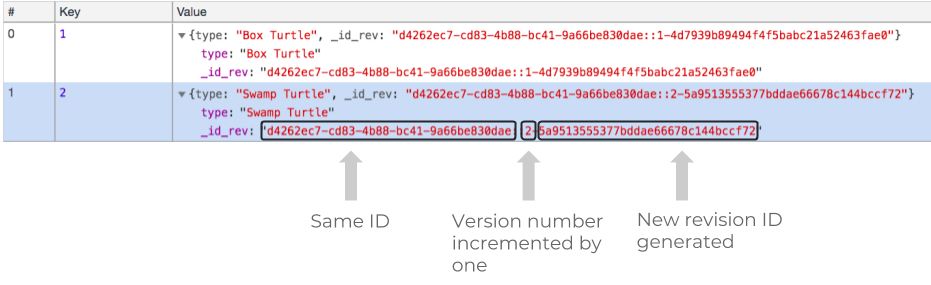 # Key Value
0 1 ▼{type: "Box Turtle", _id_rev: "d4262ec7-cd83-4b88-bc41-9a66be830dae::1-4d7939b89494f4f5babc21a52463fae0"}
type: "Box Turtle"
_id_rev: "d4262ec7-cd83-4b88-bc41-9a66be830dae::1-4d7939b89494f4f5babc21a52463fae0"
1 2 ▼{type: "Swamp Turtle", _id_rev: "d4262ec7-cd83-4b88-bc41-9a66be830dae::2-5a9513555377bddae66678c144bccf72"}
type: "Swamp Turtle"
_id_rev: "d4262ec7-cd83-4b88-bc41-9a66be830dae::2-5a9513555377bddae66678c144bccf72"
Same ID
Version number
incremented by
one
New revision ID
generated